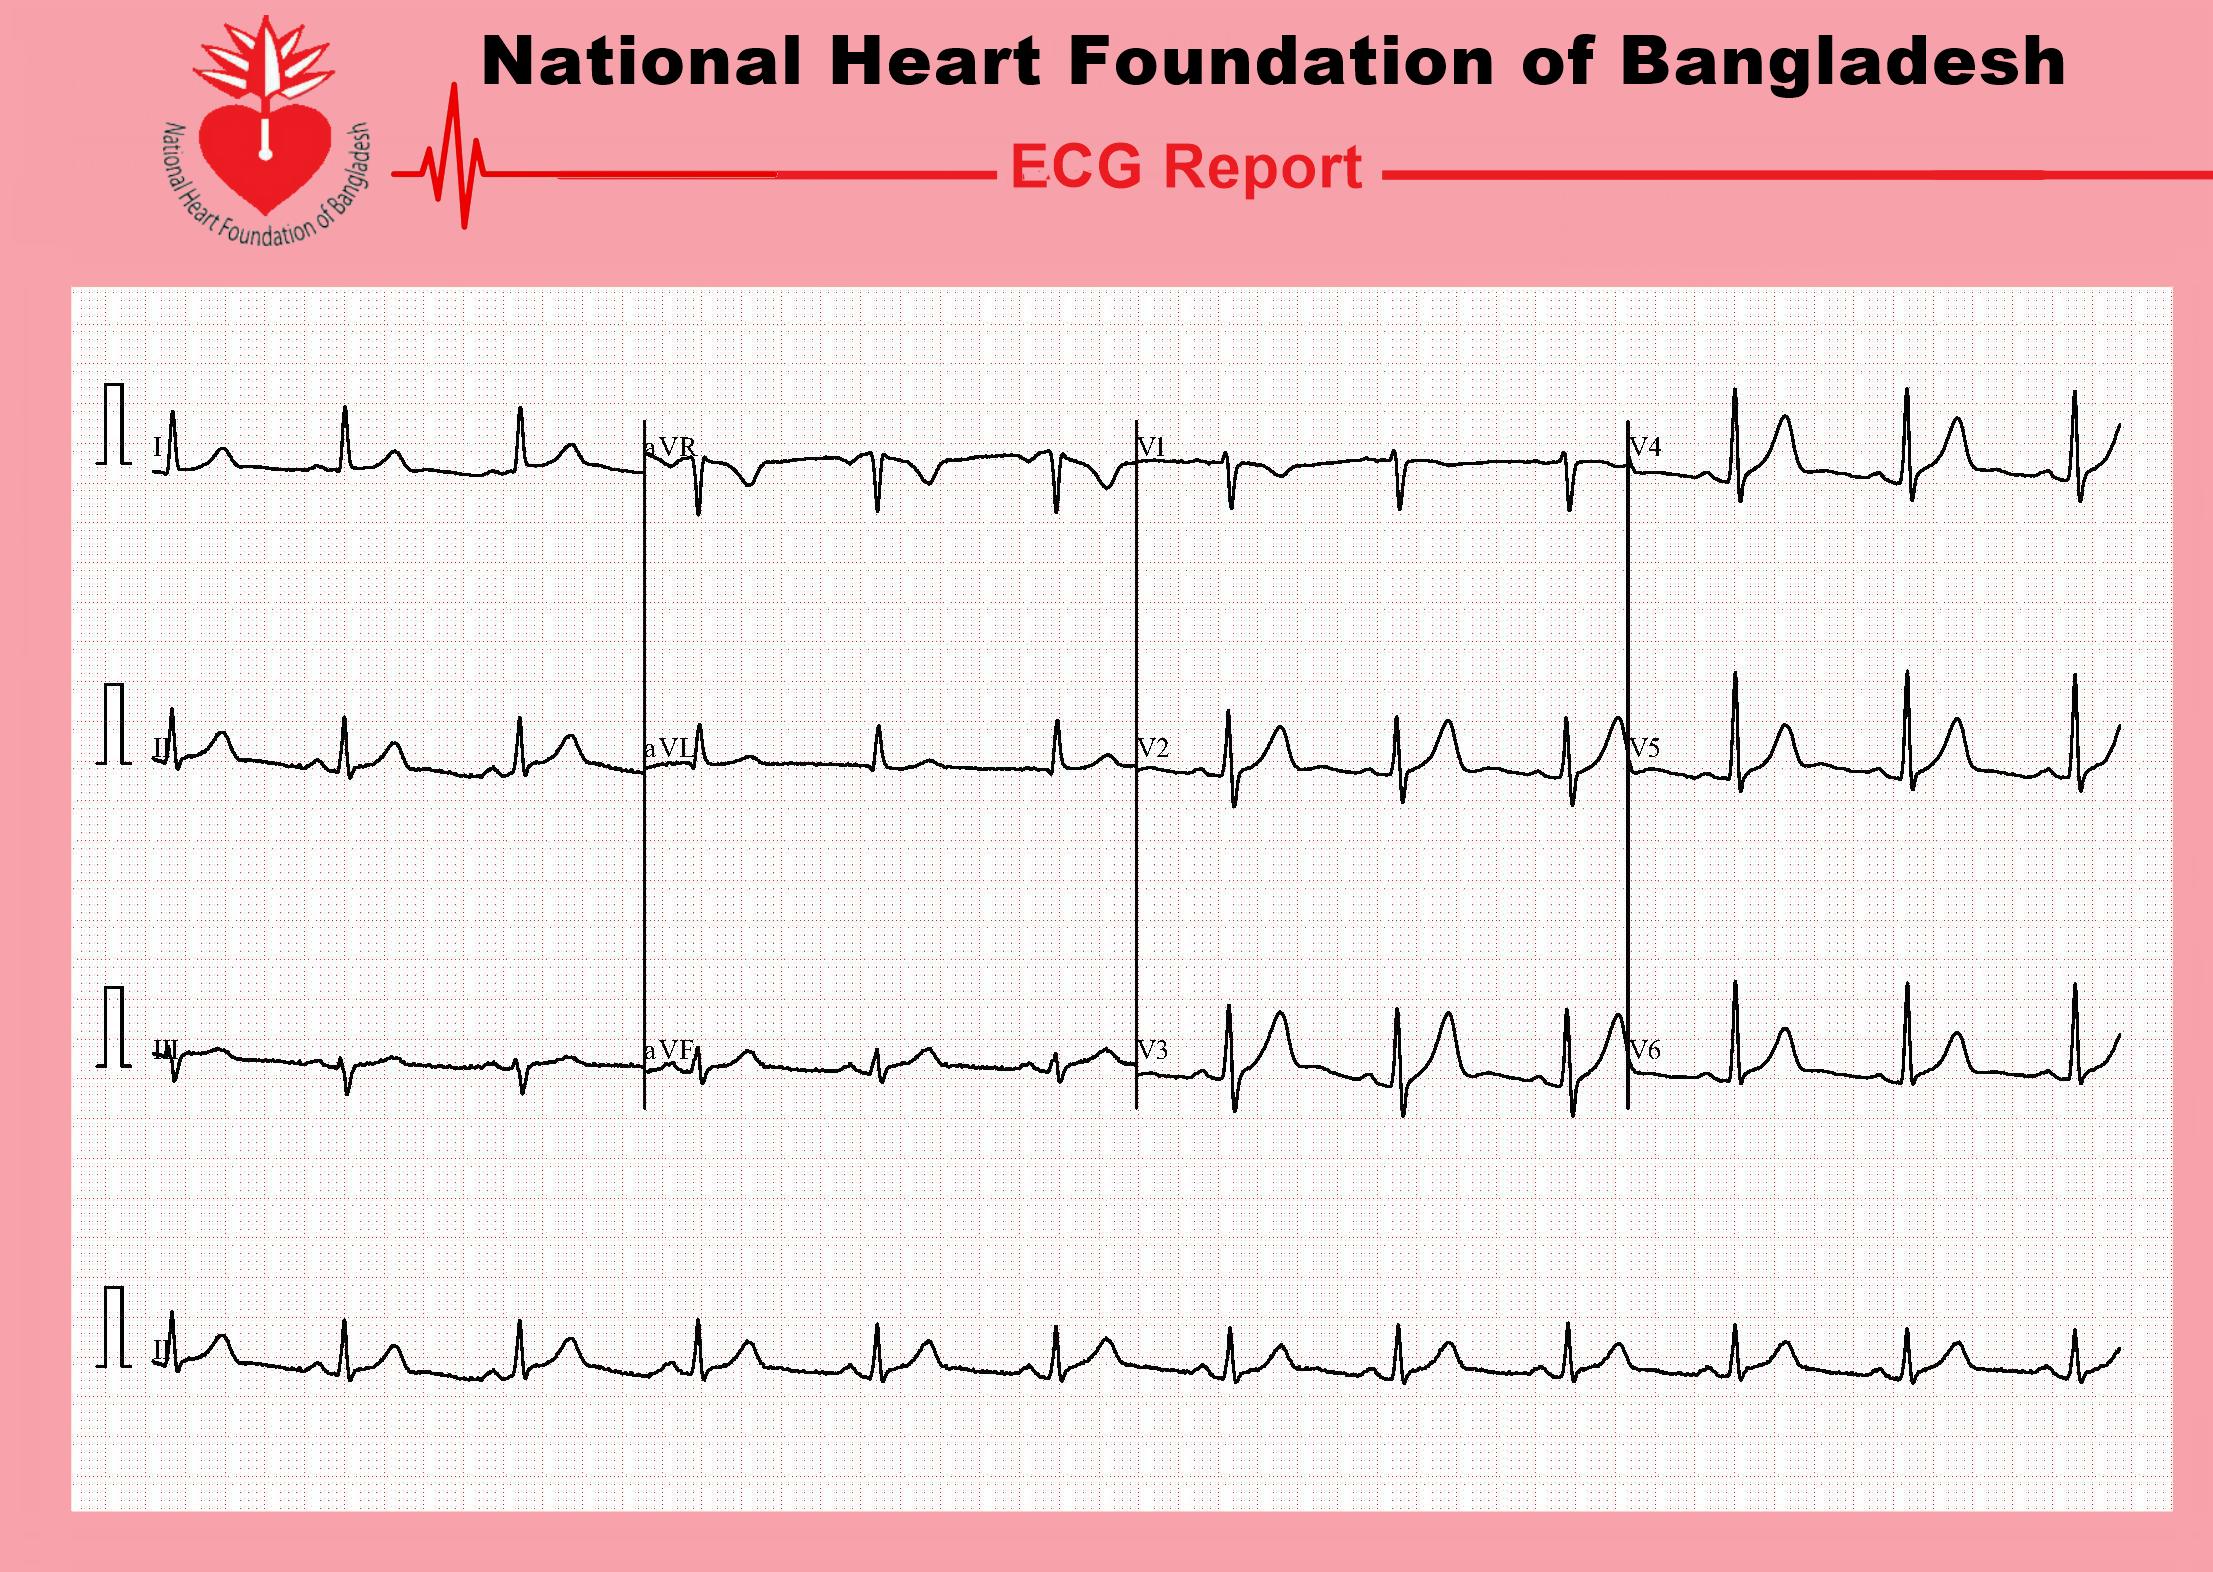 National Heart Foundation of Bangladesh
National Heart Foundation of Bangladesh
ECG Report
I aVR V1 V4
II aVL V2 V5
III aVF V3 V6
II